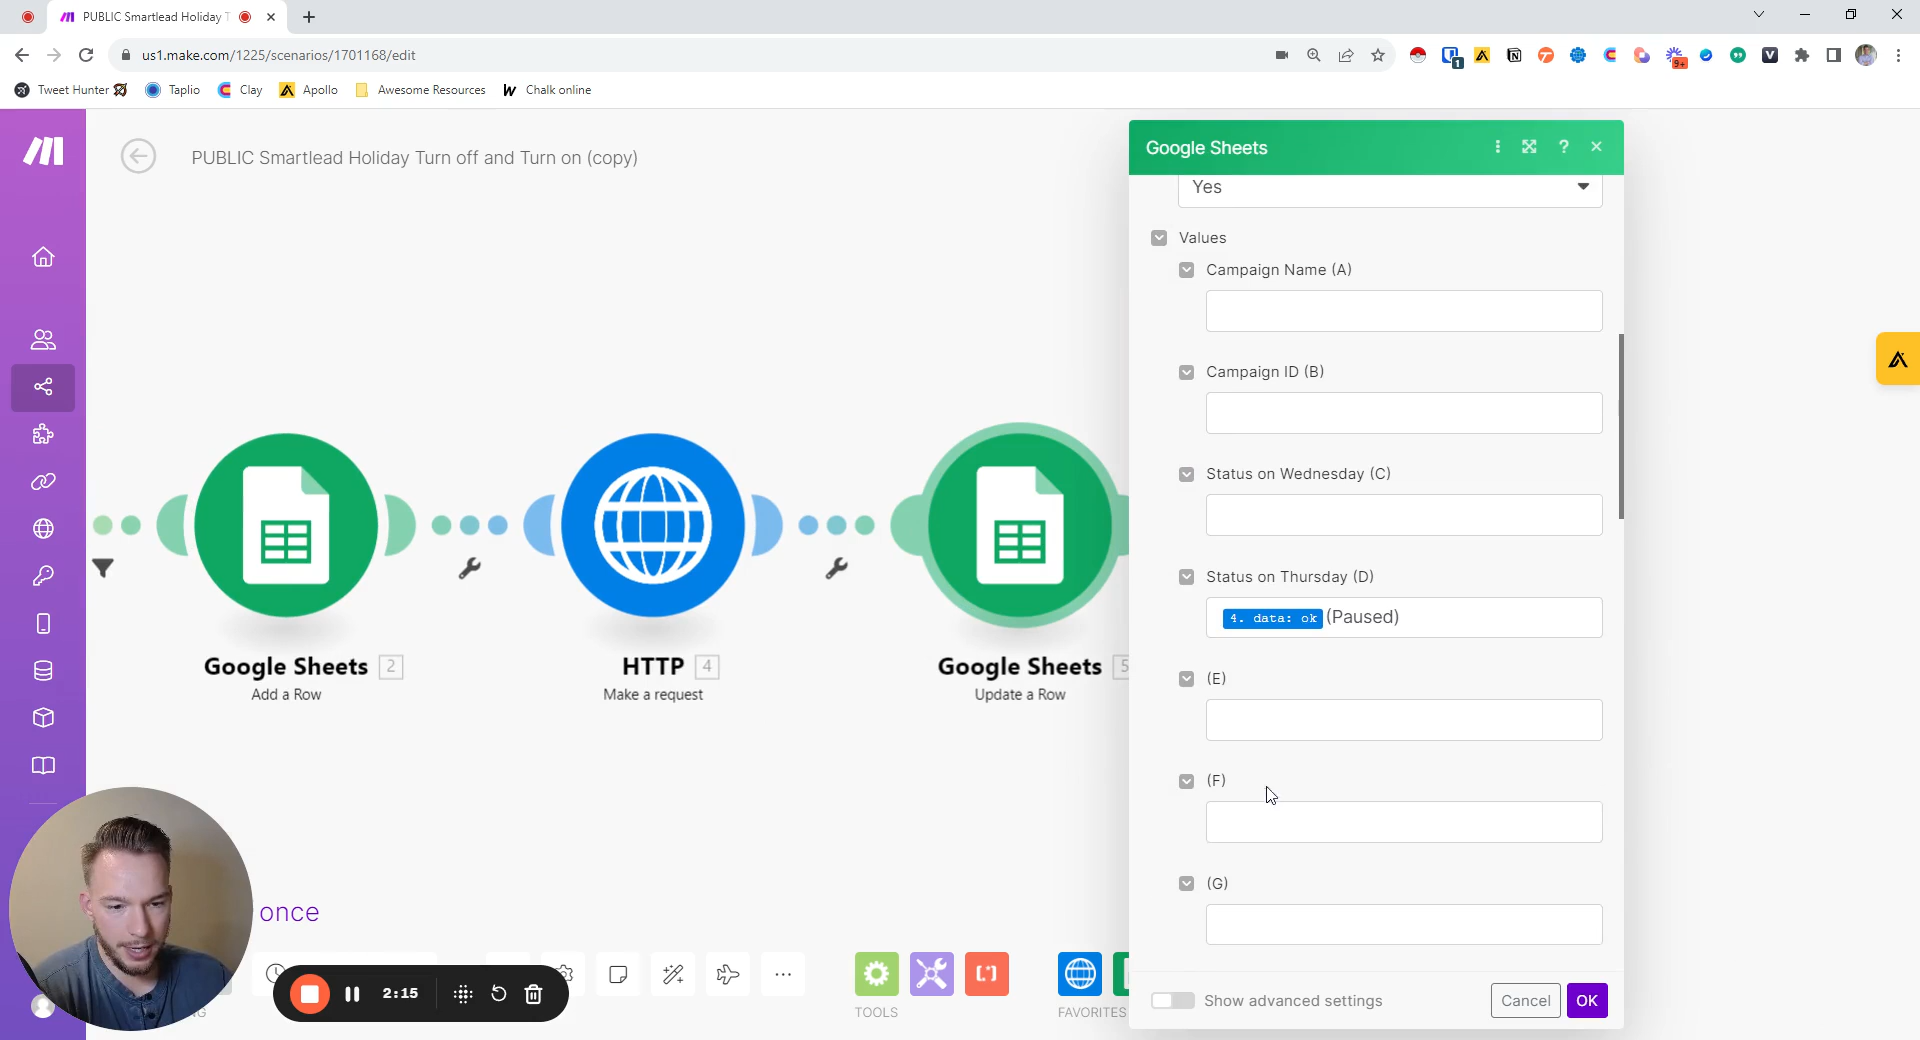 PUBLIC Smartlead Holiday T
us1.make.com/1225/scenarios/1701168/edit
1
9+
Tweet Hunter
Taplio
Clay
Apollo
Awesome Resources
Chalk online
PUBLIC Smartlead Holiday Turn off and Turn on (copy)
Google Sheets
Yes
Values
Campaign Name (A)
Campaign ID (B)
Status on Wednesday (C)
Status on Thursday (D)
4. data: ok (Paused)
(E)
(F)
(G)
Google Sheets 2
Add a Row
HTTP 4
Make a request
Google Sheets 5
Update a Row
once
2:15
TOOLS
FAVORITES
Show advanced settings
Cancel
OK